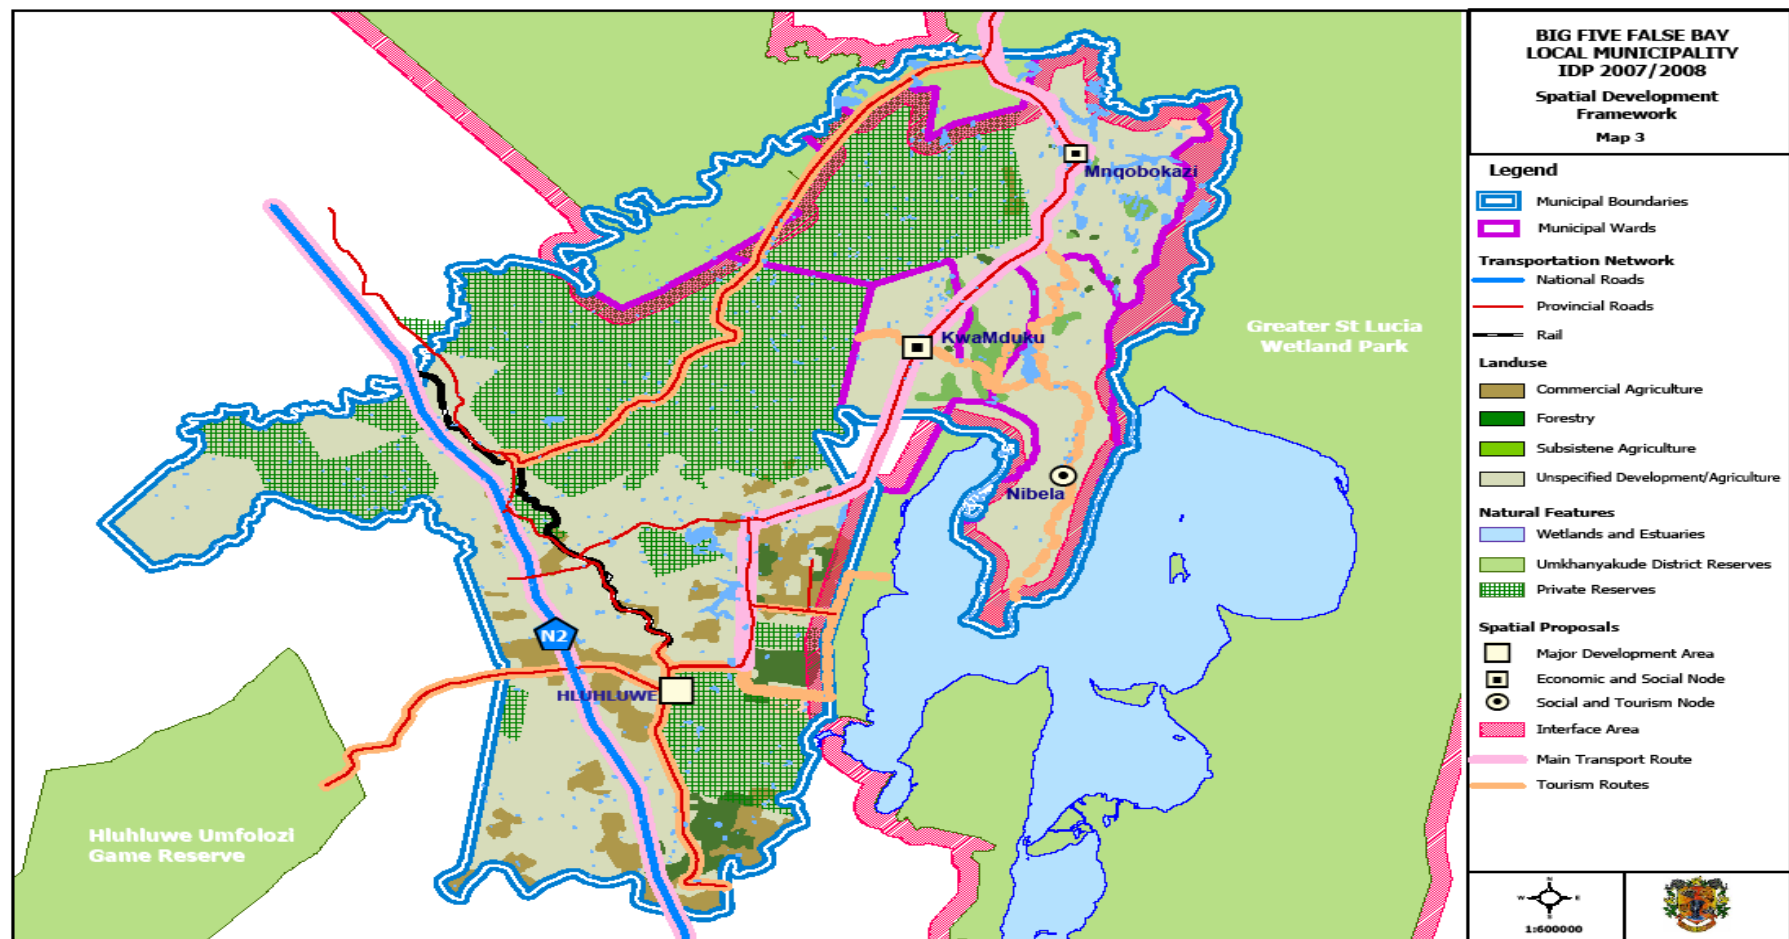 BIG FIVE FALSE BAY
LOCAL MUNICIPALITY
IDP 2007/2008
Spatial Development
Framework
Map 3
Legend
Municipal Boundaries
Municipal Wards
Transportation Network
National Roads
Provincial Roads
Rail
Landuse
Commercial Agriculture
Forestry
Subsistene Agriculture
Unspecified Development/Agriculture
Natural Features
Wetlands and Estuaries
Umkhanyakude District Reserves
Private Reserves
Spatial Proposals
Major Development Area
Economic and Social Node
Social and Tourism Node
Interface Area
Main Transport Route
Tourism Routes
N
W E
S
1:600000
Mnqobokazi
KwaMduku
Greater St Lucia
Wetland Park
Nibela
N2
HLUHLUWE
Hluhluwe Umfolozi
Game Reserve